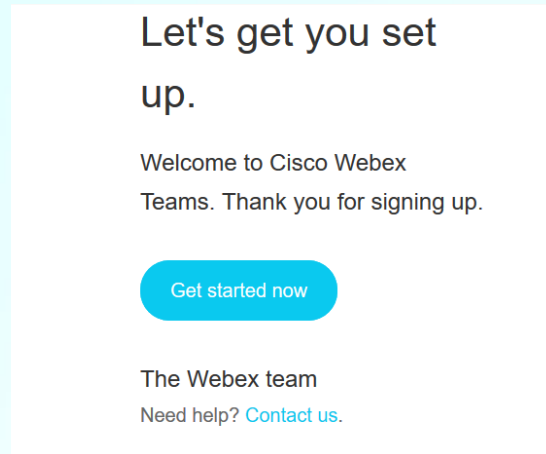 Let's get you set
up.
Welcome to Cisco Webex
Teams. Thank you for signing up.
Get started now
The Webex team
Need help? Contact us.